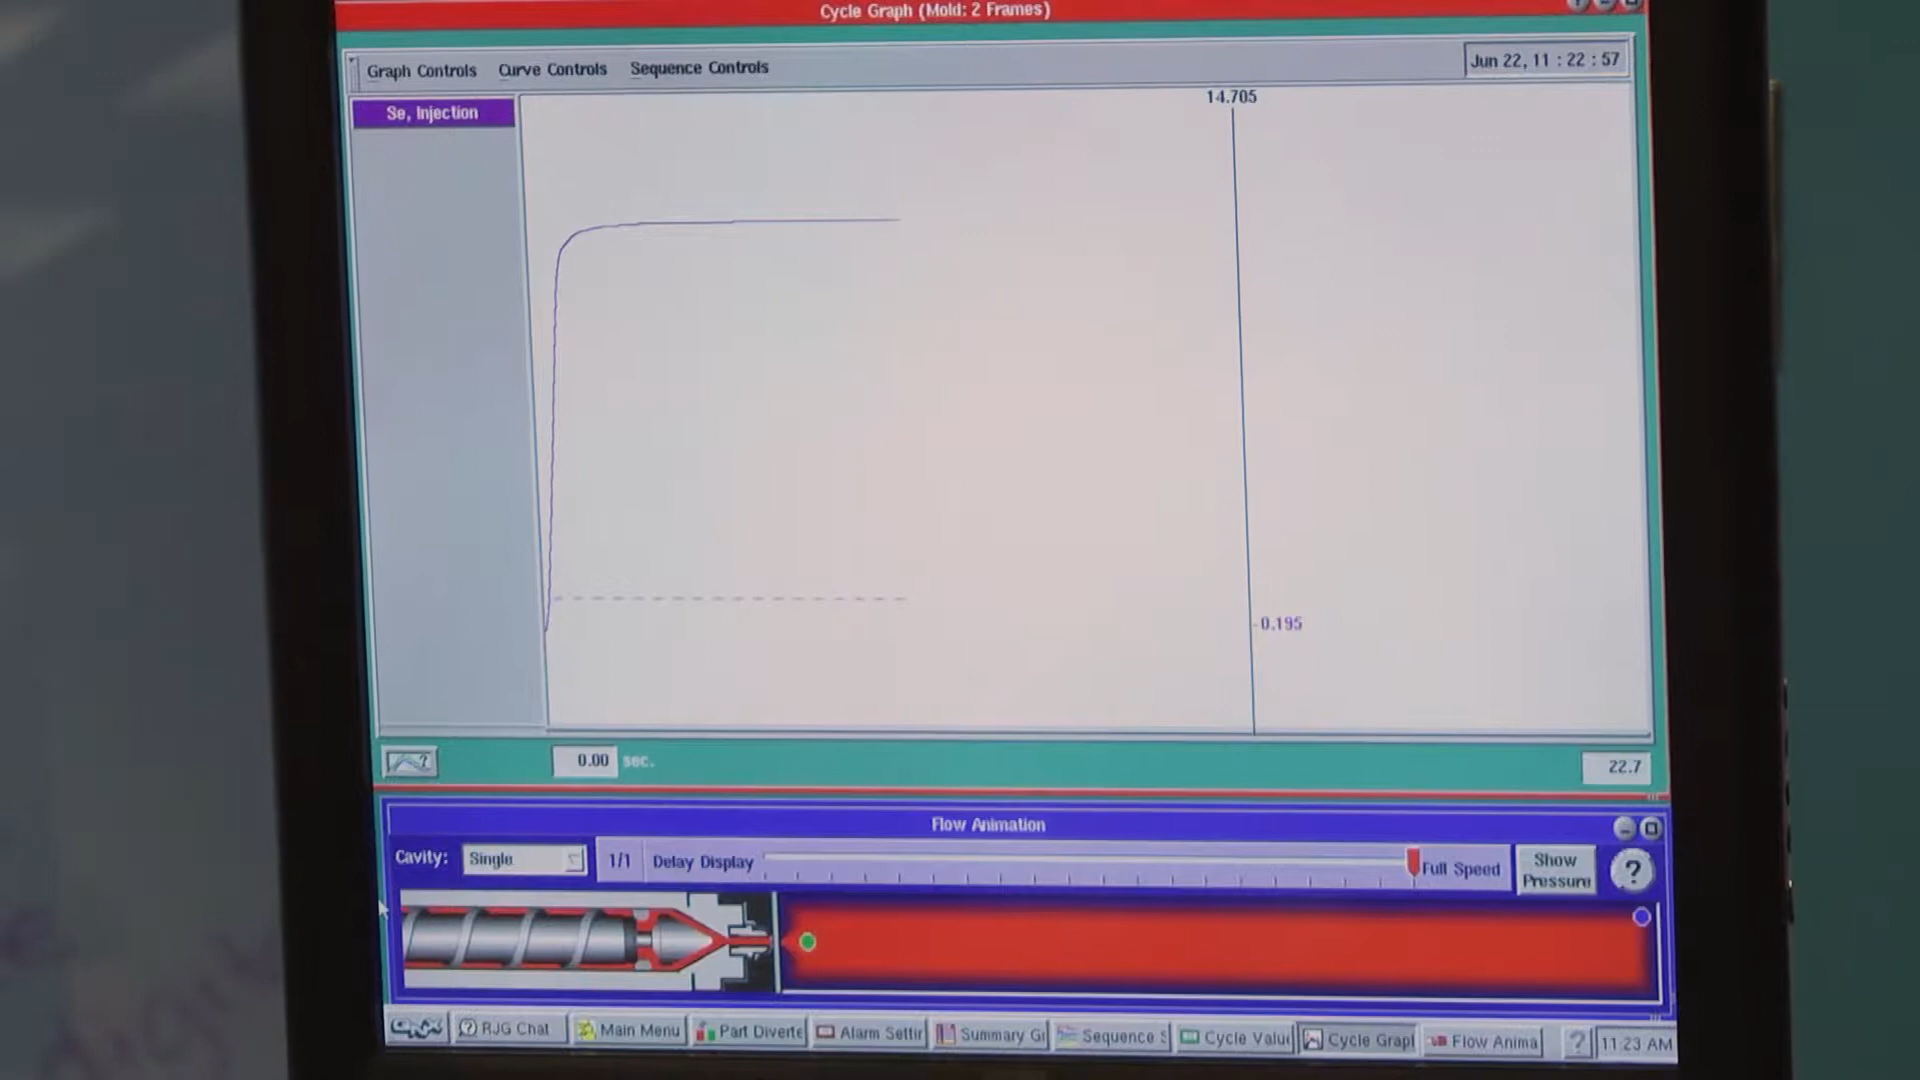 Cycle Graph (Mold: 2 Frames)
Graph Controls Curve Controls Sequence Controls
Jun 22, 11 : 22 : 57
Se, Injection
14.705
0.195
0.00 sec.
22.7
Flow Animation
Cavity: Single 1/1 Delay Display Full Speed Show Pressure ?
RJG Chat Main Menu Part Diverte Alarm Settir Summary Gr Sequence S Cycle Valu Cycle Grap Flow Anima ? 11:23 AM